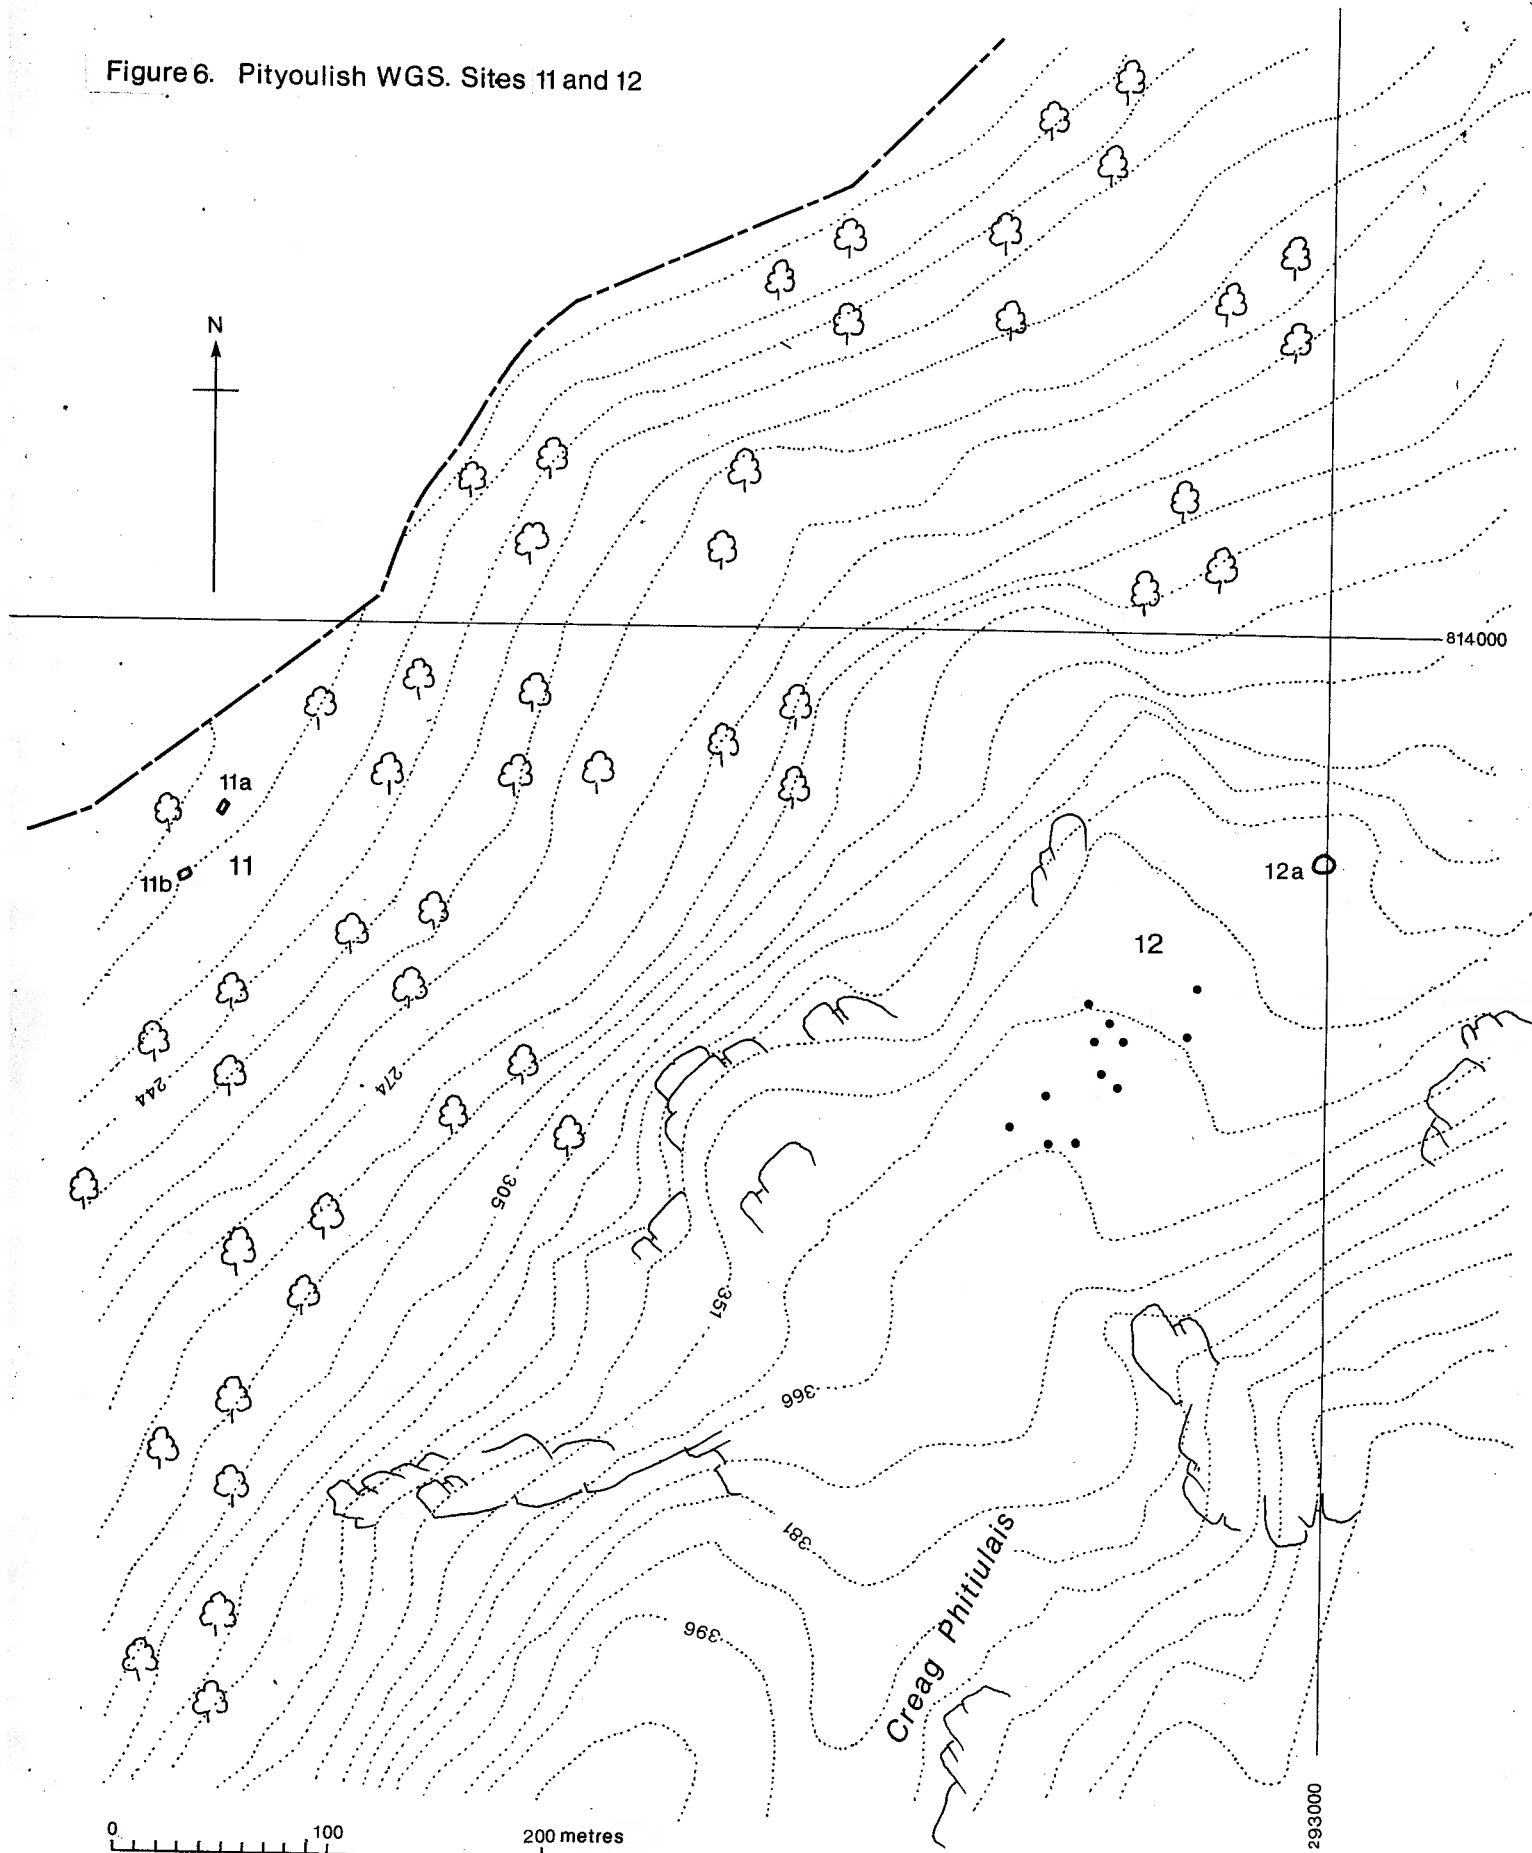 Figure 6. Pityoulish WGS. Sites 11 and 12
N
814000
11a
11b
11
12a
12
244
274
305
351
366
381
396
Creag Phitiulais
293000
0 100 200 metres